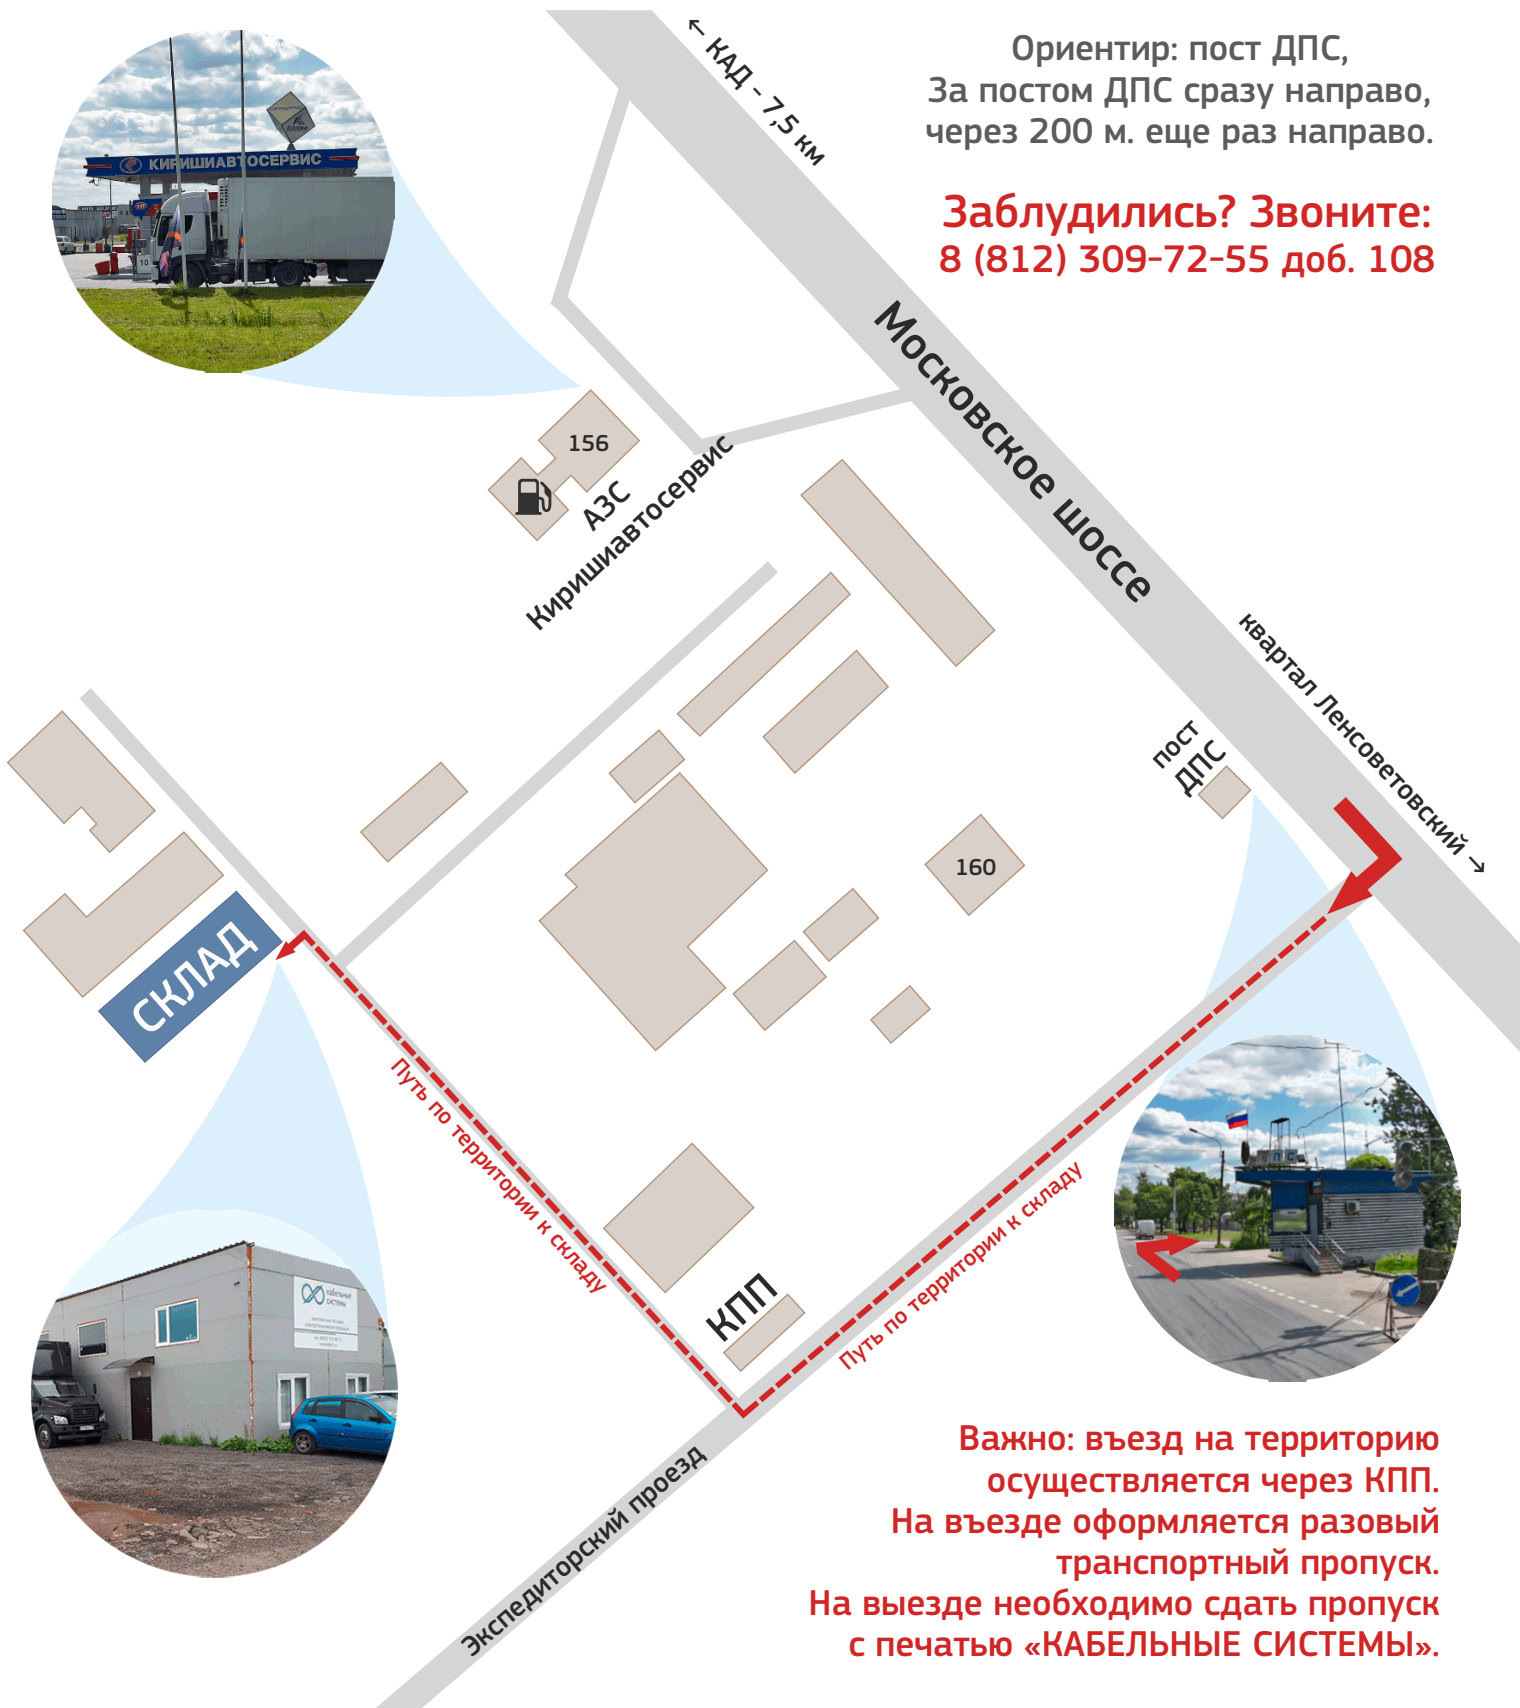 ← КАД - 7,5 км
Ориентир: пост ДПС,
За постом ДПС сразу направо,
через 200 м. еще раз направо.
Заблудились? Звоните:
8 (812) 309-72-55 доб. 108
КИРИШИАВТОСЕРВИС
10
Московское шоссе
156
АЗС
Киришиавтосервис
квартал Ленсоветовский →
пост
ДПС
160
СКЛАД
Путь по территории к складу
Путь по территории к складу
КПП
кабельные
системы
Экспедиторский проезд
Важно: въезд на территорию
осуществляется через КПП.
На въезде оформляется разовый
транспортный пропуск.
На выезде необходимо сдать пропуск
с печатью «КАБЕЛЬНЫЕ СИСТЕМЫ».